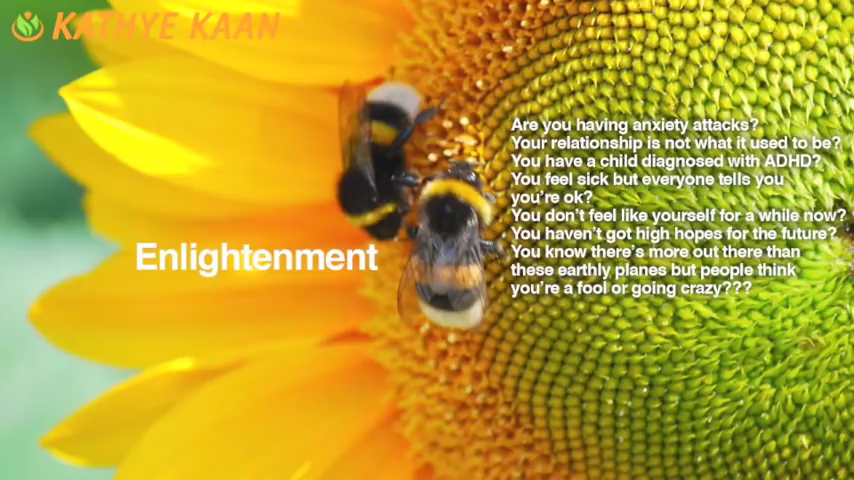 KATHYE KAAN
Enlightenment
Are you having anxiety attacks?
Your relationship is not what it used to be?
You have a child diagnosed with ADHD?
You feel sick but everyone tells you
you're ok?
You don't feel like yourself for a while now?
You haven't got high hopes for the future?
You know there's more out there than
these earthly planes but people think
you're a fool or going crazy???